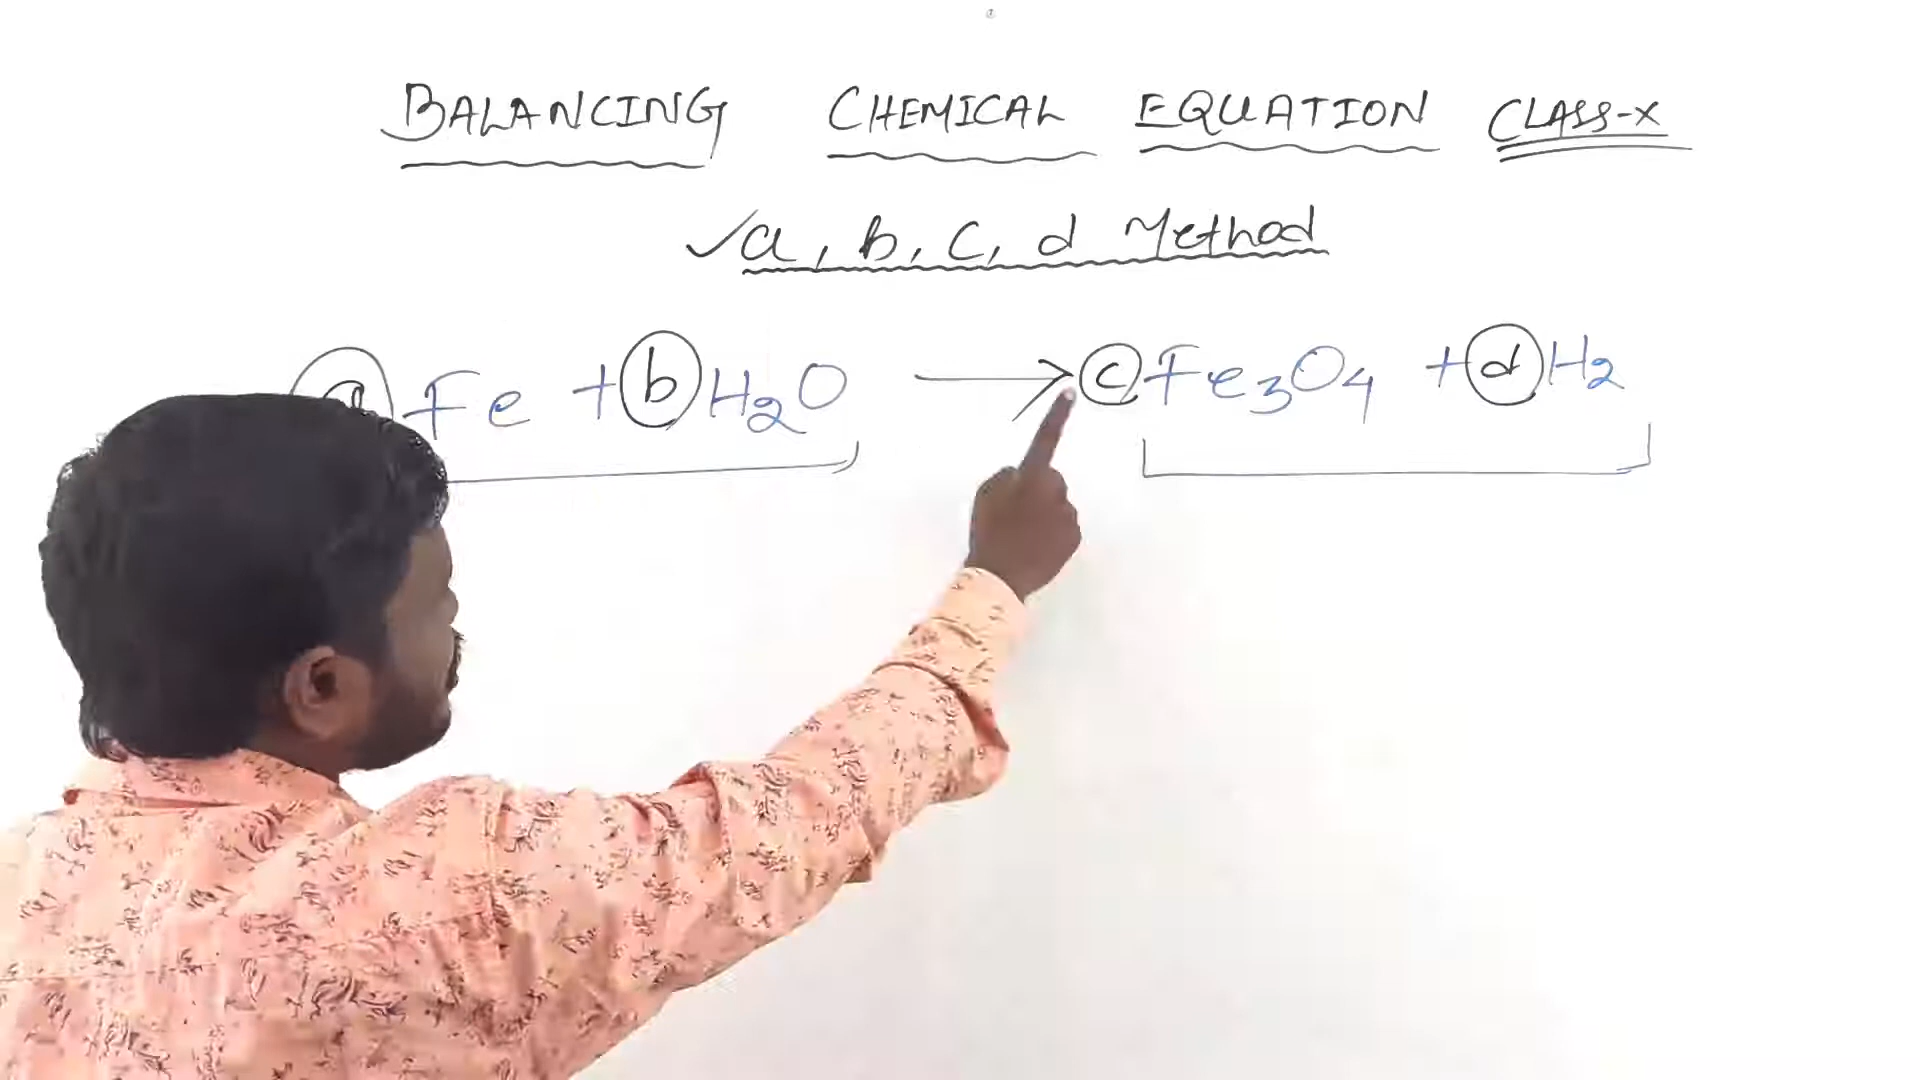 BALANCING CHEMICAL EQUATION CLASS-X
✓a, b, c, d Method
a Fe + b H2O → c Fe3O4 + d H2